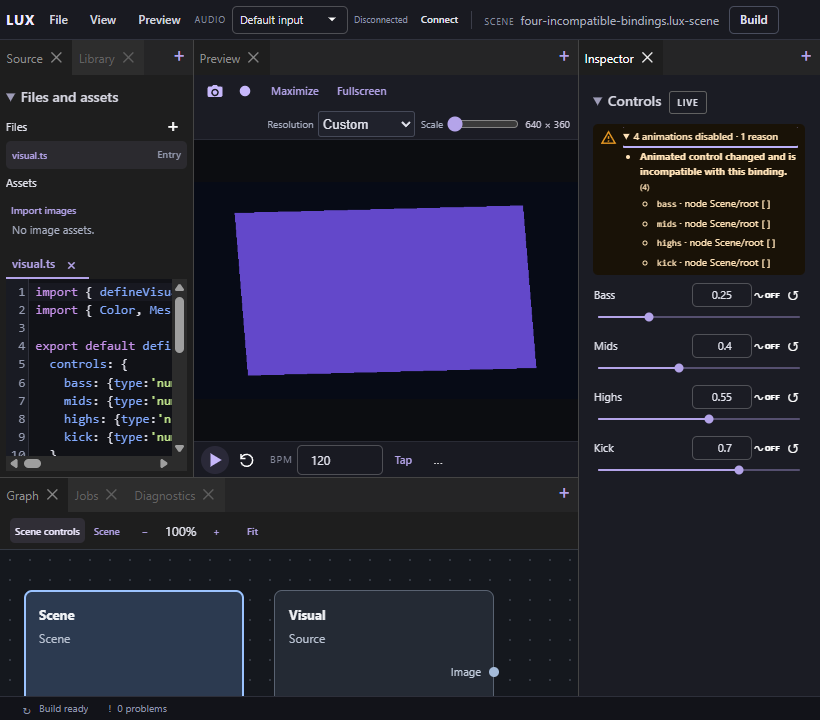 LUX File View Preview AUDIO Default input Disconnected Connect SCENE four-incompatible-bindings.lux-scene Build
Source Library +
Files and assets
Files +
visual.ts Entry
Assets
Import images
No image assets.
visual.ts x
1 import { defineVisu
2 import { Color, Mes
3
4 export default defi
5 controls: {
6 bass: {type:'nu
7 mids: {type:'nu
8 highs: {type:'n
9 kick: {type:'nu
10 }
Preview +
Maximize Fullscreen
Resolution Custom Scale 640 × 360
BPM 120 Tap ...
Graph Jobs Diagnostics +
Scene controls Scene − 100% + Fit
Scene
Scene
Visual
Source
Image
Inspector +
Controls LIVE
4 animations disabled · 1 reason
• Animated control changed and is
incompatible with this binding.
(4)
bass · node Scene/root [ ]
mids · node Scene/root [ ]
highs · node Scene/root [ ]
kick · node Scene/root [ ]
Bass 0.25 OFF
Mids 0.4 OFF
Highs 0.55 OFF
Kick 0.7 OFF
Build ready ! 0 problems